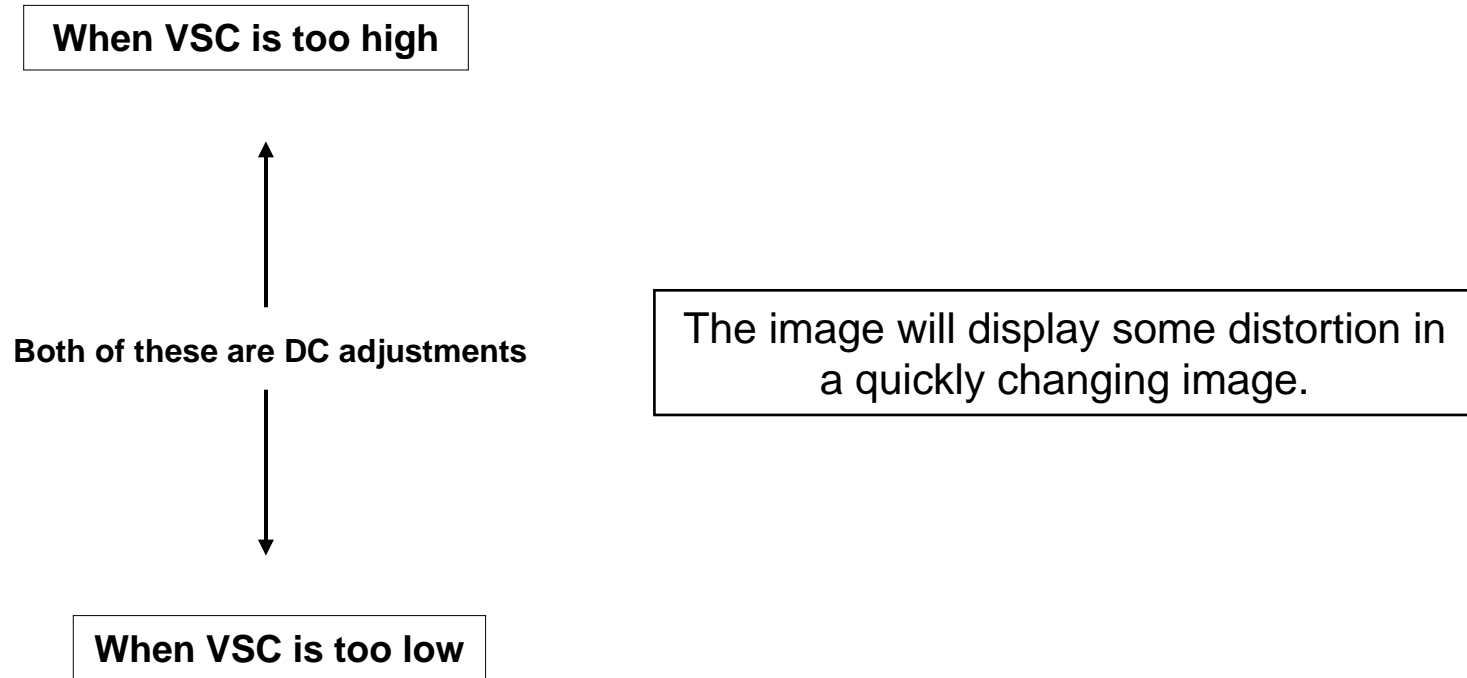 When VSC is too high
Both of these are DC adjustments
The image will display some distortion in
a quickly changing image.
When VSC is too low